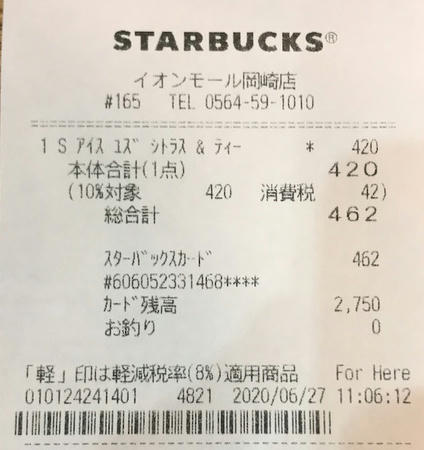 STARBUCKS®
イオンモール岡崎店
#165 TEL 0564-59-1010
1 S ｱｲｽ ﾕｽﾞ ｼﾄﾗｽ & ﾃｨｰ * 420
本体合計(1点) 420
(10%対象 420 消費税 42)
総合計 462
ｽﾀｰﾊﾞｯｸｽｶｰﾄﾞ 462
#606052331468****
ｶｰﾄﾞ残高 2,750
お釣り 0
「軽」印は軽減税率(8%)適用商品 For Here
010124241401 4821 2020/06/27 11:06:12